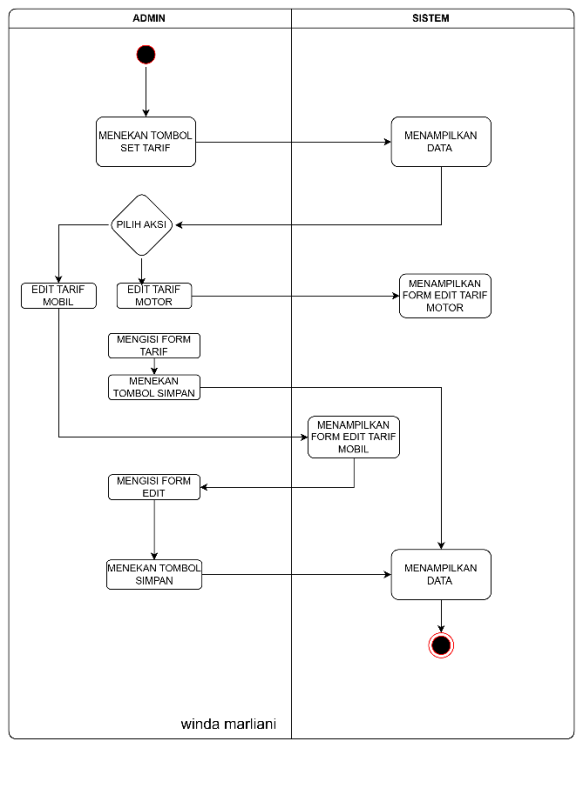 ADMIN
SISTEM
MENEKAN TOMBOL
SET TARIF
MENAMPILKAN
DATA
PILIH AKSI
EDIT TARIF
MOBIL
EDIT TARIF
MOTOR
MENAMPILKAN
FORM EDIT TARIF
MOTOR
MENGISI FORM
TARIF
MENEKAN
TOMBOL SIMPAN
MENAMPILKAN
FORM EDIT TARIF
MOBIL
MENGISI FORM
EDIT
MENEKAN TOMBOL
SIMPAN
MENAMPILKAN
DATA
winda marliani